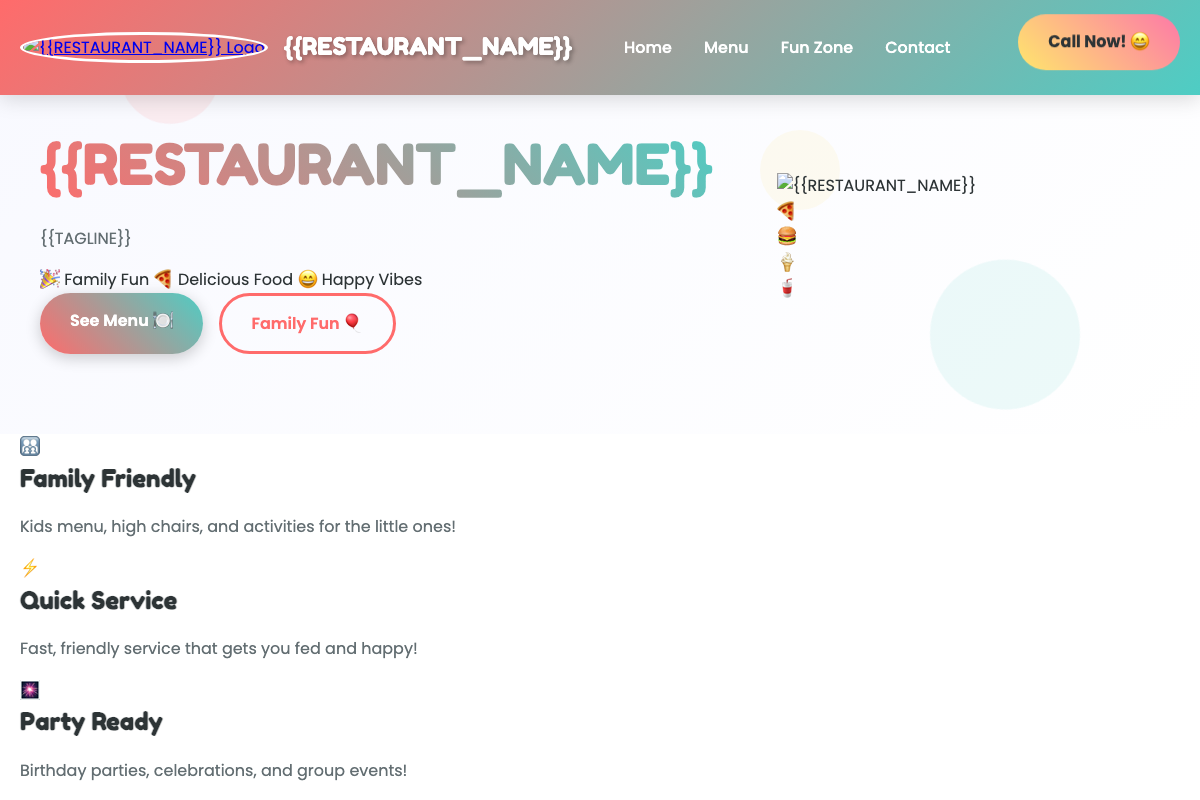 {{RESTAURANT_NAME}} Logo
{{RESTAURANT_NAME}}
Home
Menu
Fun Zone
Contact
Call Now! 😄
{{RESTAURANT_NAME}}
{{TAGLINE}}
🎉 Family Fun 🍕 Delicious Food 😄 Happy Vibes
See Menu 🍽️
Family Fun 🎈
{{RESTAURANT_NAME}}
🍕
🍔
🍦
🥤
Family Friendly
Kids menu, high chairs, and activities for the little ones!
⚡
Quick Service
Fast, friendly service that gets you fed and happy!
🎆
Party Ready
Birthday parties, celebrations, and group events!